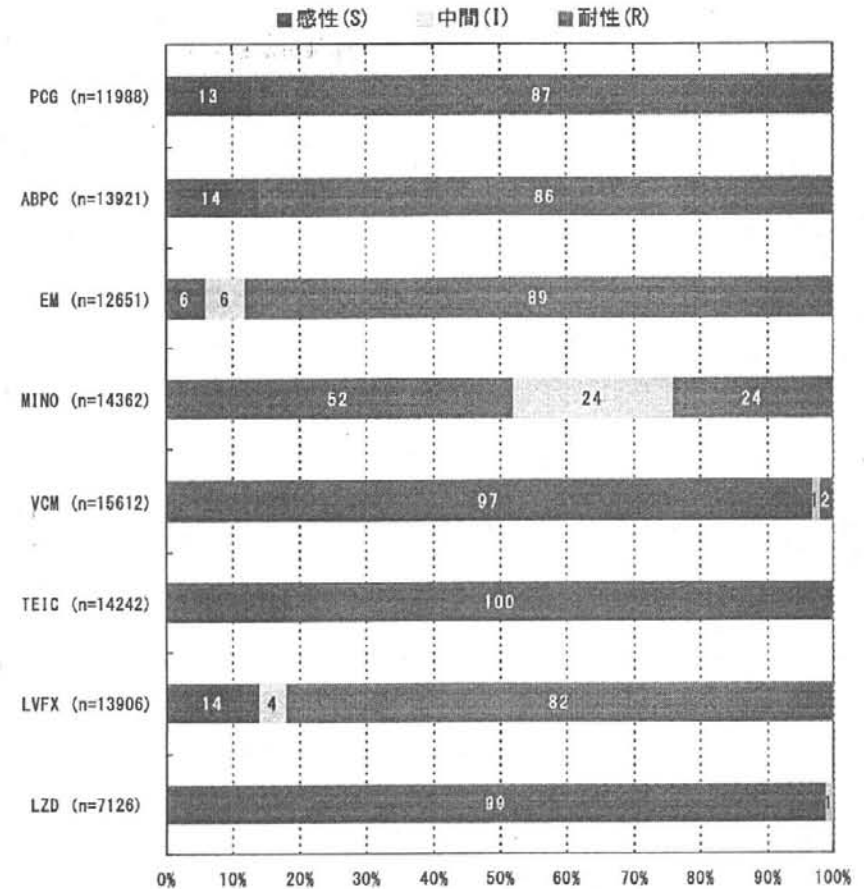 ■感性(S) 中間(I) ■耐性(R)
PCG (n=11988) 13 87
ABPC (n=13921) 14 86
EM (n=12651) 6 6 89
MINO (n=14362) 52 24 24
VCM (n=15612) 97 1 2
TEIC (n=14242) 100
LVFX (n=13906) 14 4 82
LZD (n=7126) 99 1
0% 10% 20% 30% 40% 50% 60% 70% 80% 90% 100%